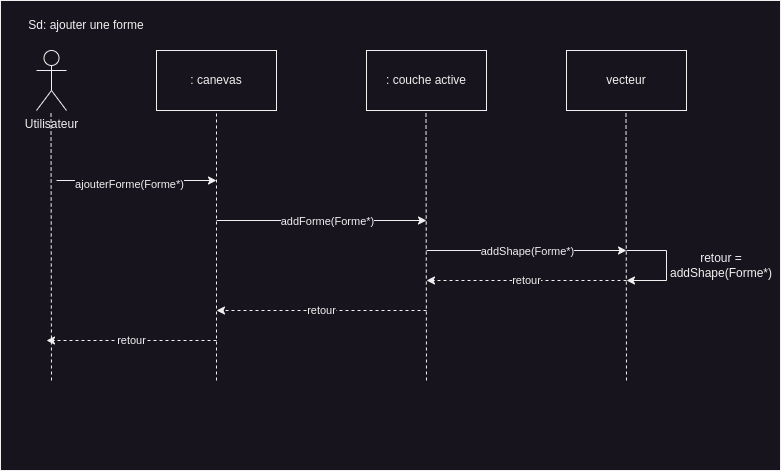 Sd: ajouter une forme
: canevas
: couche active
vecteur
Utilisateur
ajouterForme(Forme*)
addForme(Forme*)
addShape(Forme*)
retour =
addShape(Forme*)
retour
retour
retour